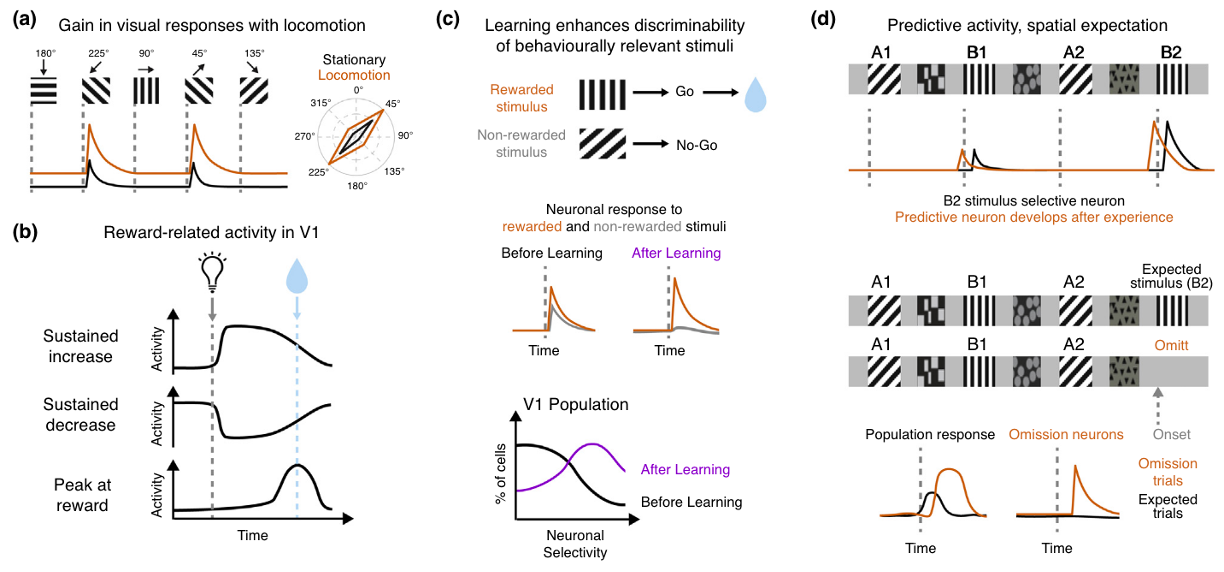 (a)
Gain in visual responses with locomotion
180°
225°
90°
45°
135°
Stationary
Locomotion
0°
45°
90°
135°
180°
225°
270°
315°
(b)
Reward-related activity in V1
Sustained
increase
Activity
Sustained
decrease
Activity
Peak at
reward
Activity
Time
(c)
Learning enhances discriminability
of behaviourally relevant stimuli
Rewarded
stimulus
Go
Non-rewarded
stimulus
No-Go
Neuronal response to
rewarded and non-rewarded stimuli
Before Learning
After Learning
Time
Time
V1 Population
% of cells
After Learning
Before Learning
Neuronal
Selectivity
(d)
Predictive activity, spatial expectation
A1
B1
A2
B2
B2 stimulus selective neuron
Predictive neuron develops after experience
Expected
stimulus (B2)
A1
B1
A2
A1
B1
A2
Omitt
Onset
Population response
Omission neurons
Omission
trials
Expected
trials
Time
Time